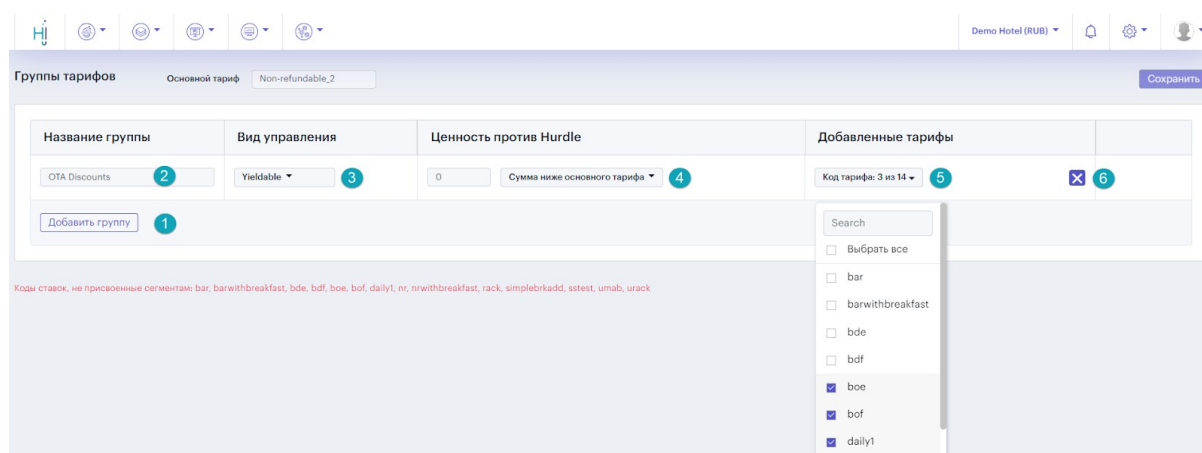 Hi
Demo Hotel (RUB)
Группы тарифов Основной тариф Non-refundable_2 Сохранить
Название группы Вид управления Ценность против Hurdle Добавленные тарифы
OTA Discounts 2 Yieldable 3 0 Сумма ниже основного тарифа 4 Код тарифа: 3 из 14 5 6
Добавить группу 1
Search
Выбрать все
Коды ставок, не присвоенные сегментам: bar, barwithbreakfast, bde, bdf, boe, bof, daily1, nr, nrwithbreakfast, rack, simplebrkadd, sstest, umab, urack
bar
barwithbreakfast
bde
bdf
boe
bof
daily1